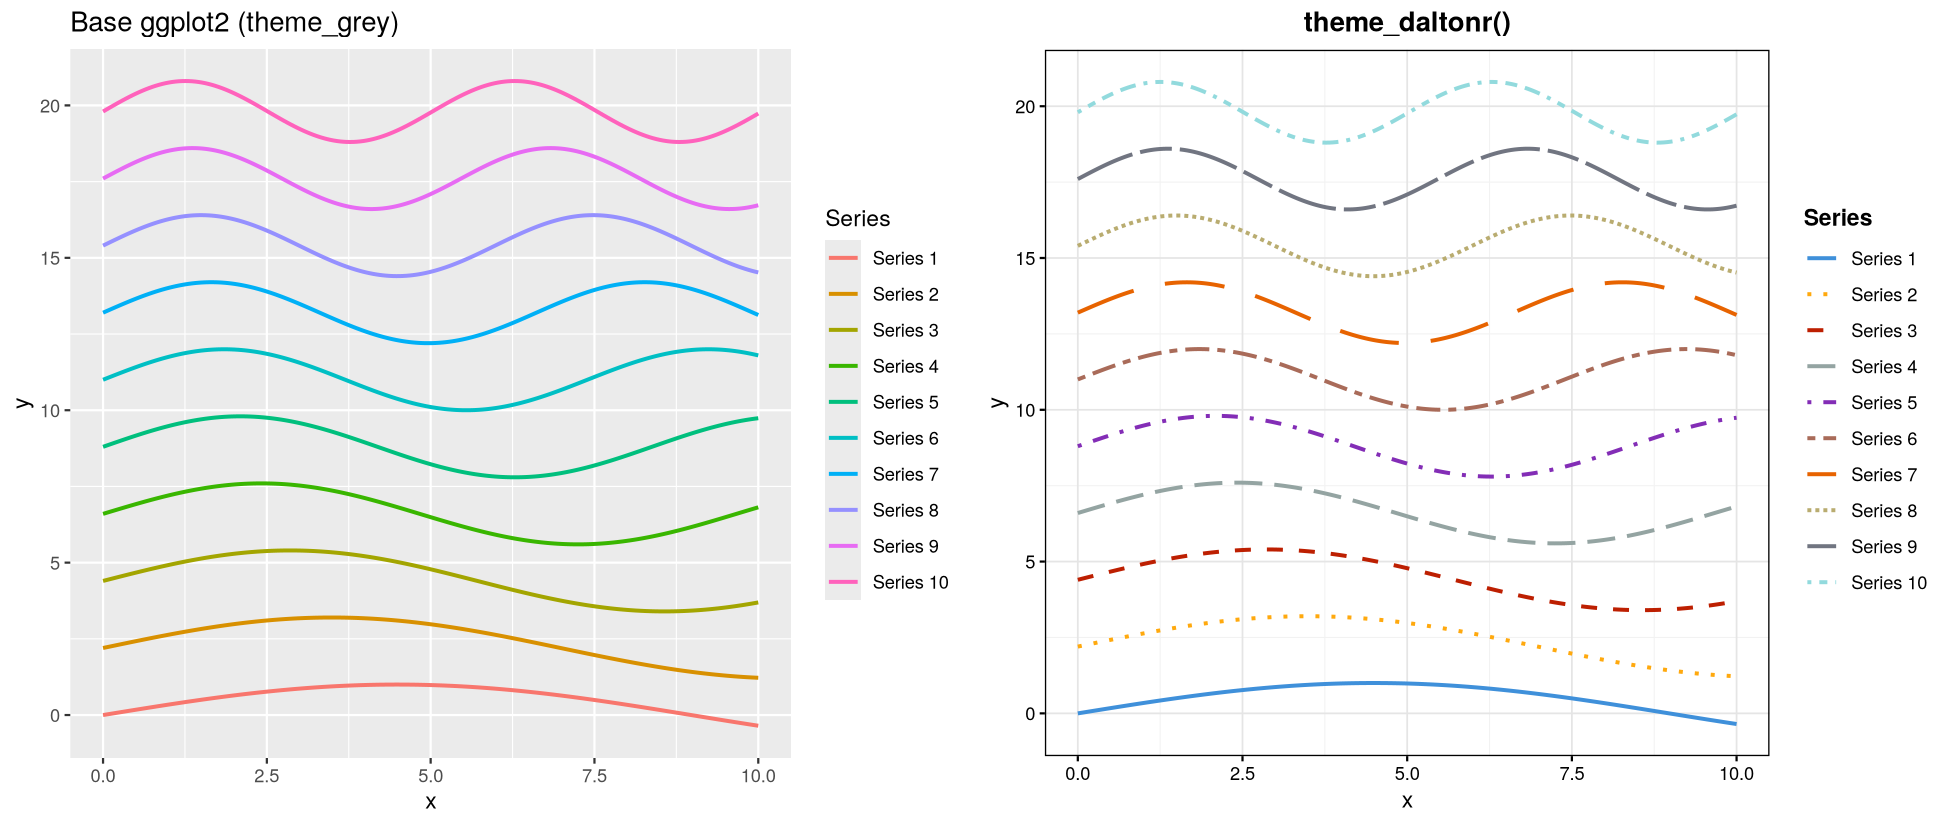 Base ggplot2 (theme_grey)
y
20
15
10
5
0
0.0 2.5 5.0 7.5 10.0
x
Series
Series 1
Series 2
Series 3
Series 4
Series 5
Series 6
Series 7
Series 8
Series 9
Series 10
theme_daltonr()
y
20
15
10
5
0
0.0 2.5 5.0 7.5 10.0
x
Series
Series 1
Series 2
Series 3
Series 4
Series 5
Series 6
Series 7
Series 8
Series 9
Series 10